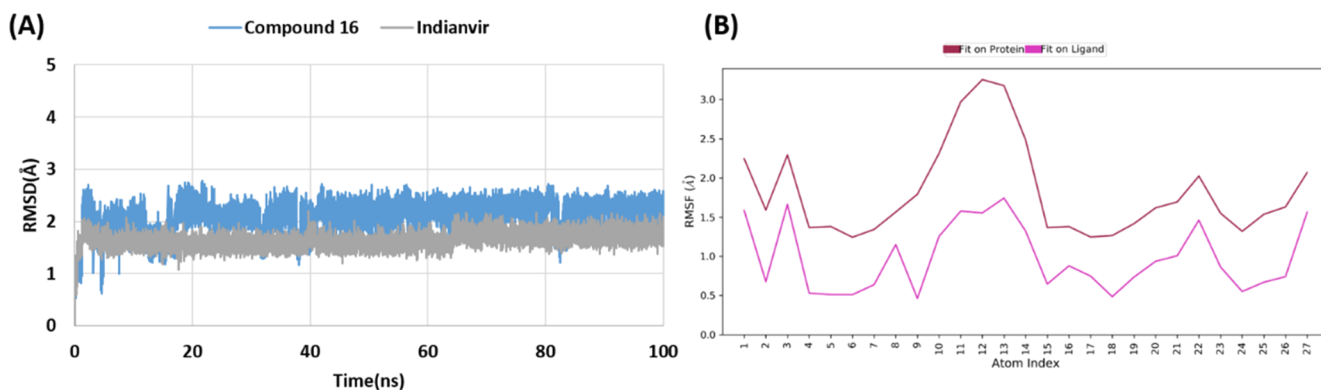 (A)
Compound 16 Indianvir
5
4
3
2
1
0
RMSD(Å)
0 20 40 60 80 100
Time(ns)
(B)
Fit on Protein Fit on Ligand
3.0
2.5
2.0
1.5
1.0
0.5
0.0
RMSF (Å)
1 2 3 4 5 6 7 8 9 10 11 12 13 14 15 16 17 18 19 20 21 22 23 24 25 26 27
Atom Index